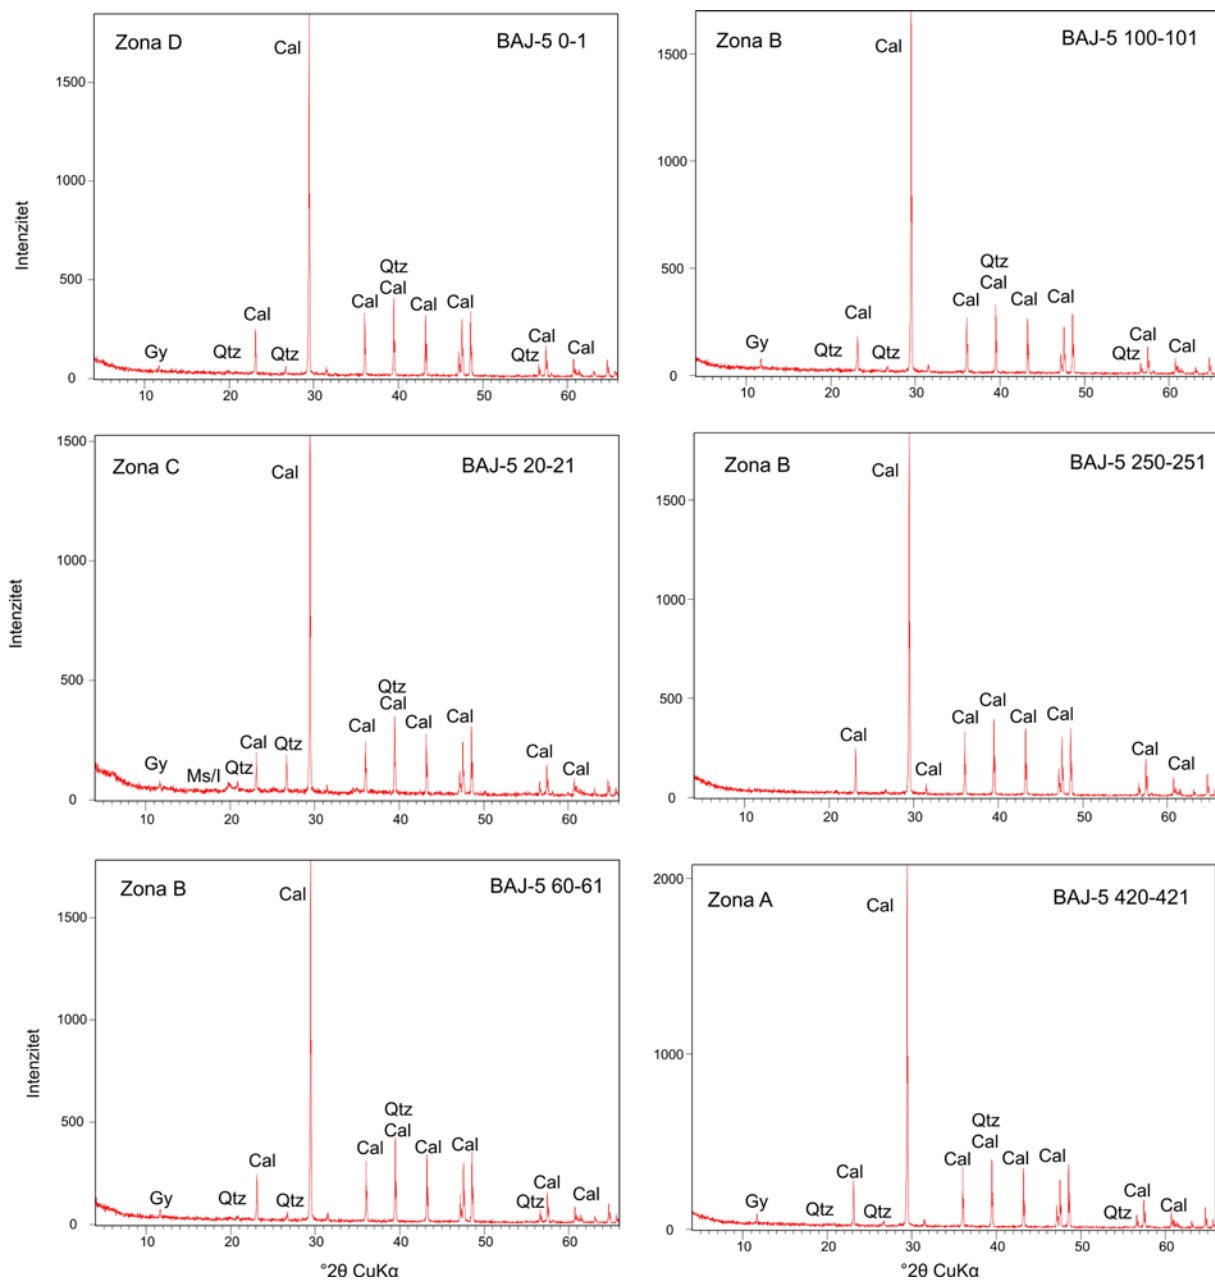 Zona D
BAJ-5 0-1
Cal
1500
1000
Intenzitet
500
Qtz
Cal
Cal
Cal
Cal
Cal
Gy
Qtz
Qtz
Qtz
Cal
Cal
0
10
20
30
40
50
60
Zona B
BAJ-5 100-101
Cal
1500
1000
500
Qtz
Cal
Cal
Cal
Cal
Cal
Gy
Qtz
Qtz
Qtz
Cal
Cal
0
10
20
30
40
50
60
Zona C
BAJ-5 20-21
Cal
1500
1000
Intenzitet
500
Qtz
Cal
Cal
Cal
Cal
Cal
Qtz
Gy
Ms/I
Qtz
Cal
Cal
0
10
20
30
40
50
60
Zona B
BAJ-5 250-251
Cal
1500
1000
500
Cal
Cal
Cal
Cal
Cal
Cal
Cal
Cal
0
10
20
30
40
50
60
Zona B
BAJ-5 60-61
Cal
1500
1000
Intenzitet
500
Qtz
Cal
Cal
Cal
Cal
Cal
Gy
Qtz
Qtz
Qtz
Cal
Cal
0
10
20
30
40
50
60
°2θ CuKα
Zona A
BAJ-5 420-421
Cal
2000
1000
Qtz
Cal
Cal
Cal
Cal
Cal
Gy
Qtz
Qtz
Qtz
Cal
Cal
0
10
20
30
40
50
60
°2θ CuKα